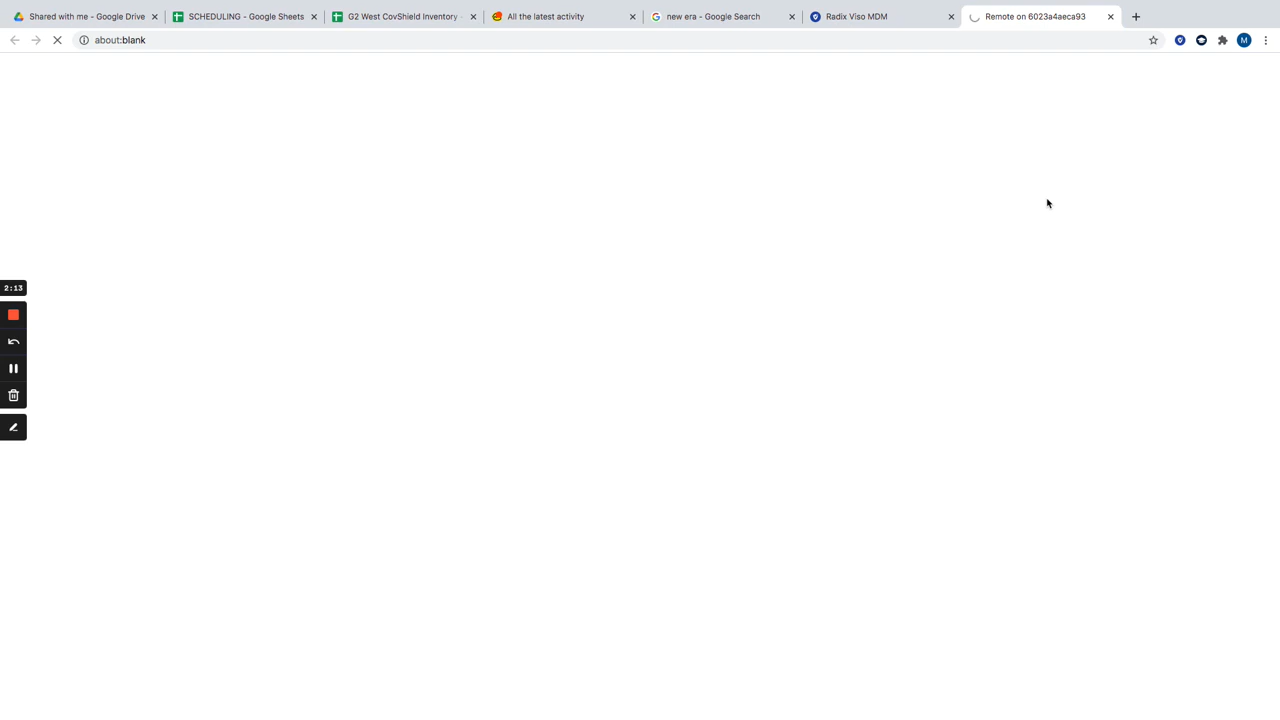 Shared with me - Google Drive
SCHEDULING - Google Sheets
G2 West CovShield Inventory
All the latest activity
new era - Google Search
Radix Viso MDM
Remote on 6023a4aeca93
about:blank
M
2:13